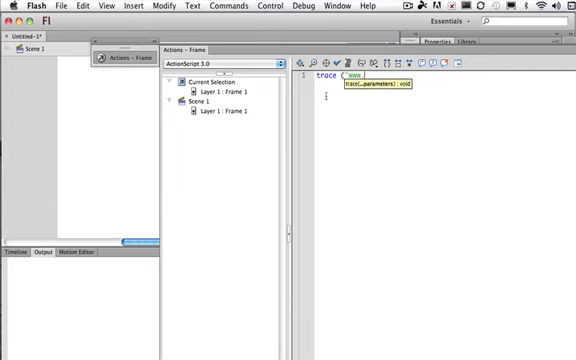 Flash File Edit View Insert Modify Text Commands Control Debug Window Help
Fl
Essentials
Untitled-1*
Actions - Frame
Properties Library
Scene 1
Actions - Frame
ActionScript 3.0
Current Selection
Layer 1 : Frame 1
Scene 1
Layer 1 : Frame 1
1 trace ("www.
trace(...parameters) : void
Timeline Output Motion Editor